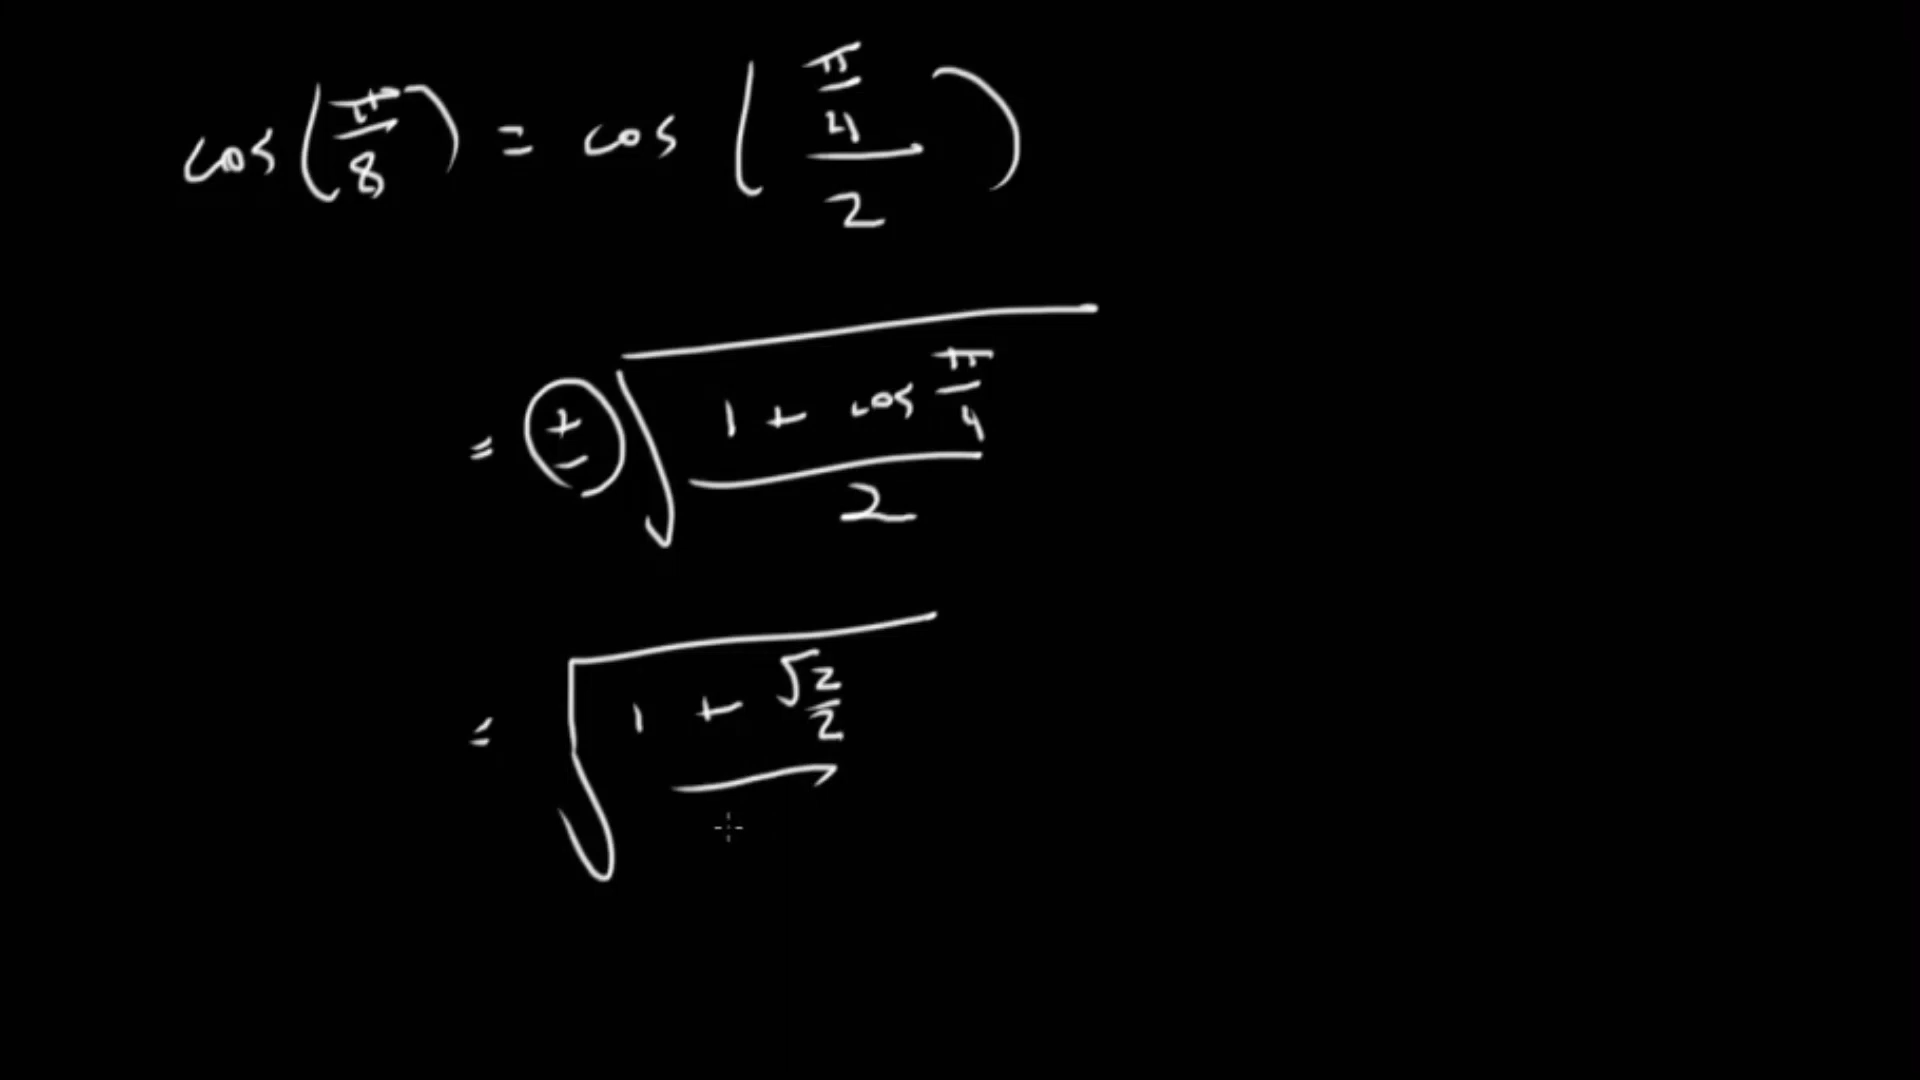 cos(π/8) = cos((π/4)/2)
= ± √((1 + cos π/4)/2)
= √((1 + √2/2)/